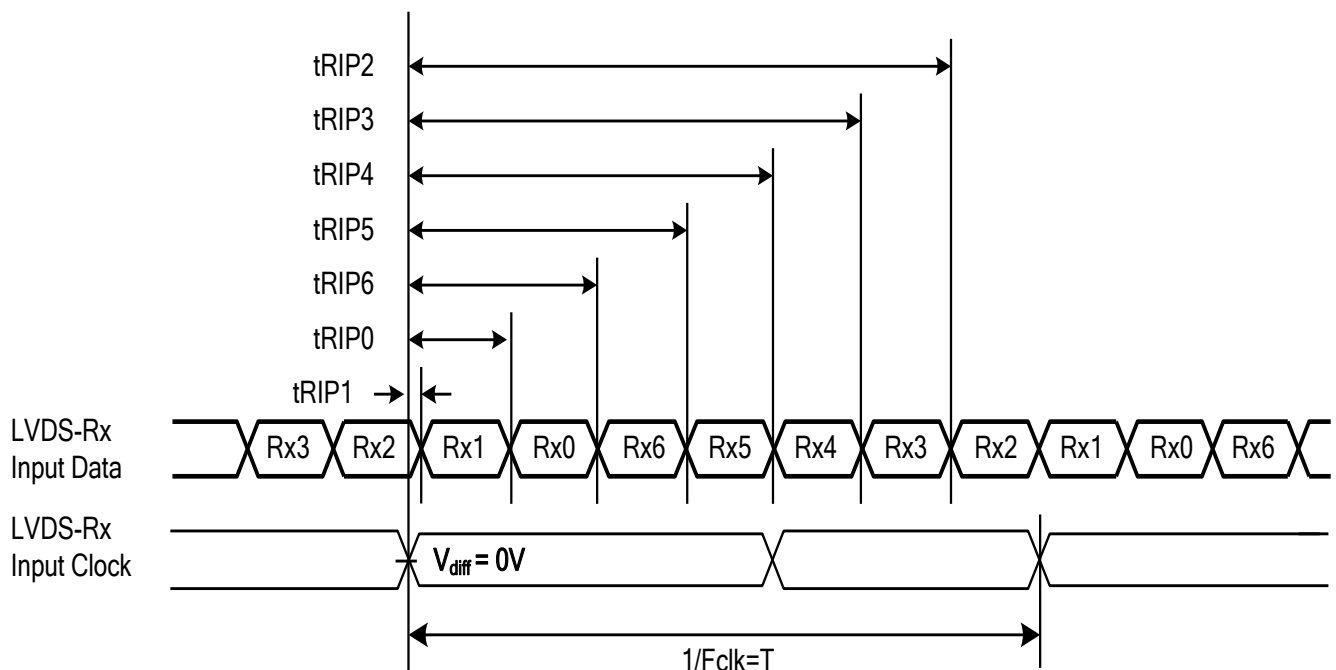 tRIP2
tRIP3
tRIP4
tRIP5
tRIP6
tRIP0
tRIP1
LVDS-Rx
Input Data
Rx3 Rx2 Rx1 Rx0 Rx6 Rx5 Rx4 Rx3 Rx2 Rx1 Rx0 Rx6
LVDS-Rx
Input Clock
Vdiff = 0V
1/Fclk=T